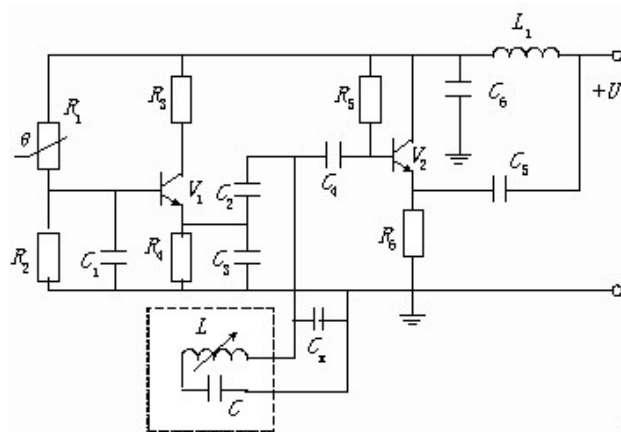 L₁
R₁
R₃
R₅
C₆
+U
θ
V₂
C₅
C₄
V₁
C₂
R₂
C₁
R₄
C₃
R₆
L
Cₓ
C